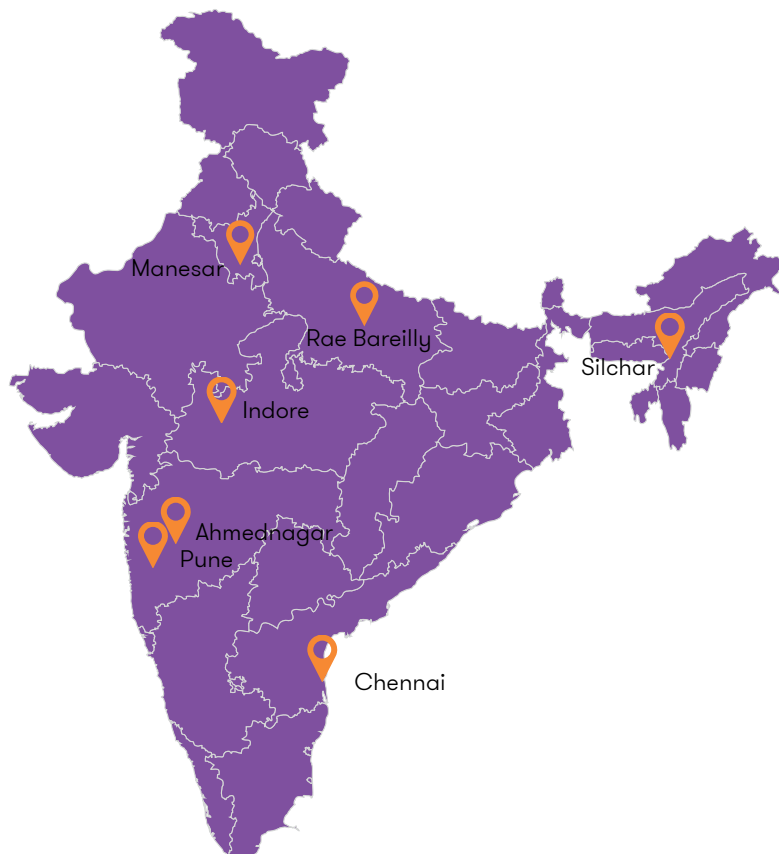 Manesar
Rae Bareilly
Silchar
Indore
Ahmednagar
Pune
Chennai